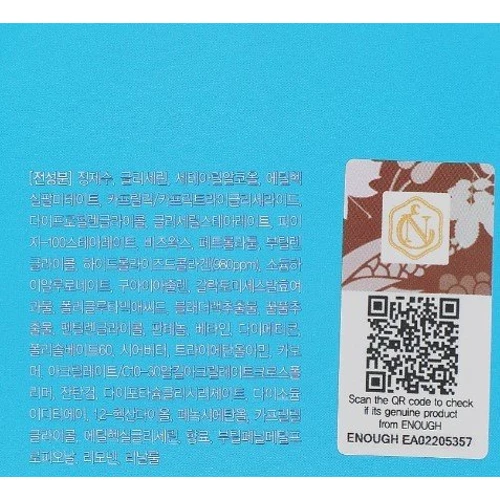 [전성분] 정제수, 글리세린, 세테아릴알코올, 에틸헥
실팔미테이트, 카프릴릭/카프릭트라이글리세라이드,
다이프로필렌글라이콜, 글리세릴스테아레이트, 피이
지-100스테아레이트, 비즈왁스, 페트롤라툼, 부틸렌
글라이콜, 하이드롤라이즈드콜라겐(960ppm), 소듐하
이알루로네이트, 구아이아줄렌, 갈락토미세스발효여
과물, 폴리글루타믹애씨드, 블래더랙추출물, 꿀풀추
출물, 펜틸렌글라이콜, 판테놀, 베타인, 다이메티콘,
폴리솔베이트60, 시어버터, 트라이에탄올아민, 카보
머, 아크릴레이트/C10-30알킬아크릴레이트크로스폴
리머, 잔탄검, 다이포타슘글리시리제이트, 다이소듐
이디티에이, 1,2-헥산다이올, 페녹시에탄올, 카프릴릴
글라이콜, 에틸헥실글리세린, 향료, 부틸페닐메틸프
로피오날, 리모넨, 리날룰
Scan the QR code to check
if its genuine product
from ENOUGH
ENOUGH EA02205357